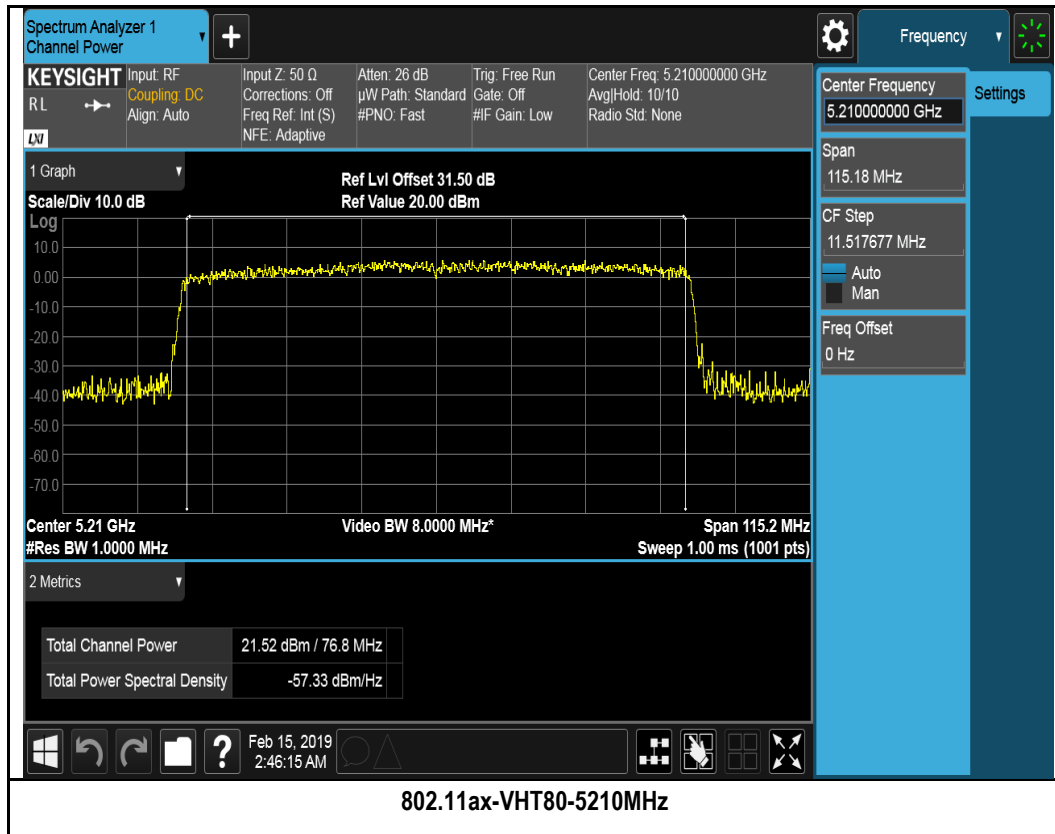 Spectrum Analyzer 1
Channel Power
+
Frequency
KEYSIGHT
RL
LXI
Input: RF
Coupling: DC
Align: Auto
Input Z: 50 Ω
Corrections: Off
Freq Ref: Int (S)
NFE: Adaptive
Atten: 26 dB
µW Path: Standard
#PNO: Fast
Trig: Free Run
Gate: Off
#IF Gain: Low
Center Freq: 5.210000000 GHz
Avg|Hold: 10/10
Radio Std: None
Center Frequency
5.210000000 GHz
Settings
Span
115.18 MHz
CF Step
11.517677 MHz
Auto
Man
Freq Offset
0 Hz
1 Graph
Ref Lvl Offset 31.50 dB
Scale/Div 10.0 dB
Ref Value 20.00 dBm
Log
10.0
0.00
-10.0
-20.0
-30.0
-40.0
-50.0
-60.0
-70.0
Center 5.21 GHz
Video BW 8.0000 MHz*
Span 115.2 MHz
#Res BW 1.0000 MHz
Sweep 1.00 ms (1001 pts)
2 Metrics
Total Channel Power 21.52 dBm / 76.8 MHz
Total Power Spectral Density -57.33 dBm/Hz
?
Feb 15, 2019
2:46:15 AM
802.11ax-VHT80-5210MHz